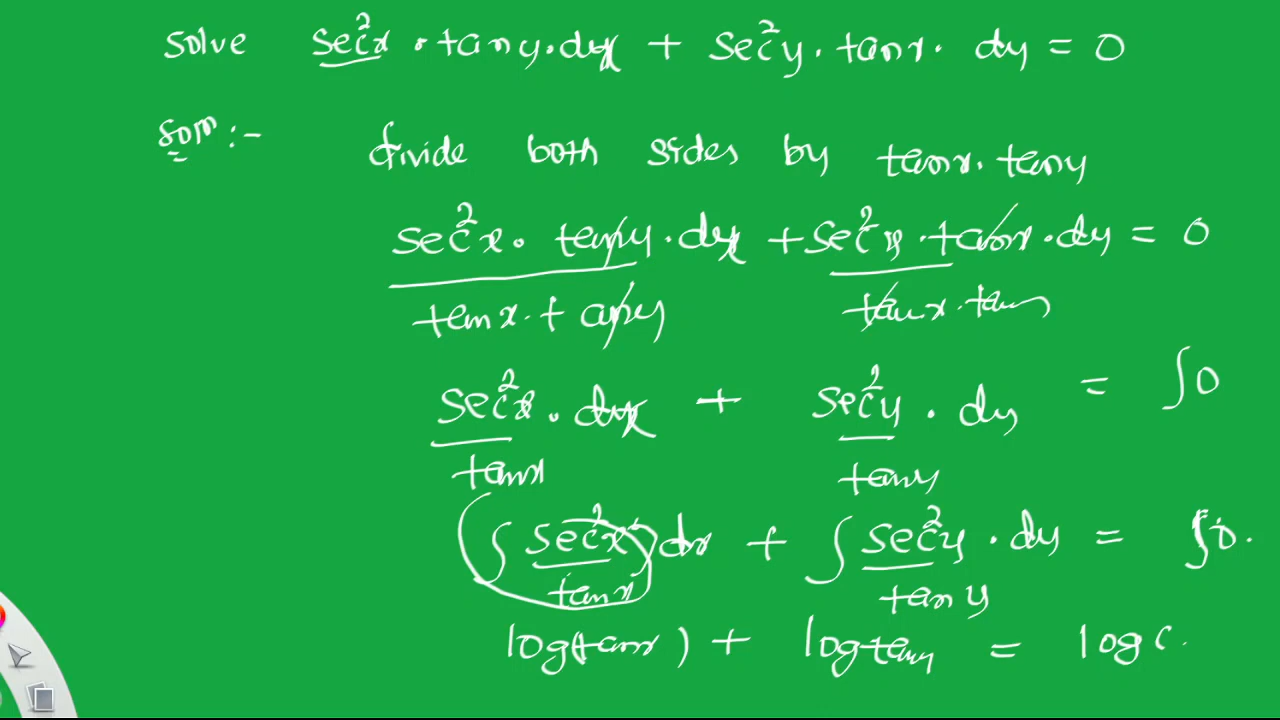 solve sec²x · tany · dx + sec²y · tanx · dy = 0
Soln :-
divide both sides by tanx · tany
sec²x · tany · dx + sec²y · tanx · dy = 0
tanx · tany tanx · tany
sec²x · dx + sec²y · dy = ∫0
tanx tany
∫ sec²x dx + ∫ sec²y · dy = ∫0.
tanx tany
log(tanx) + log tany = log c.